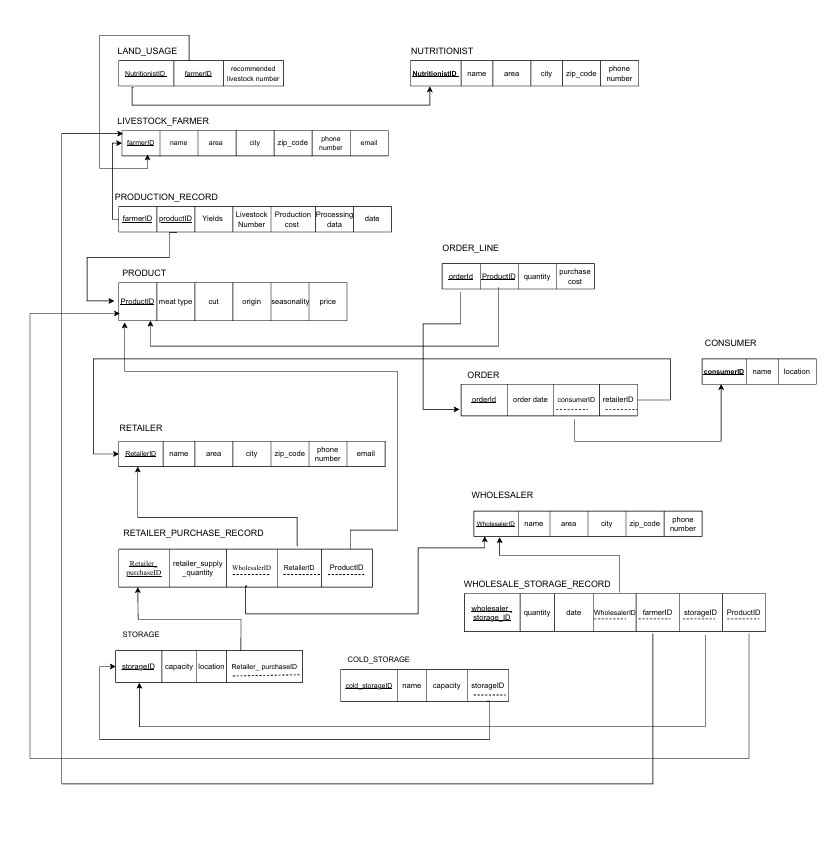 LAND_USAGE
NutritionistID farmerID recommended
livestock number
NUTRITIONIST
NutritionistID name area city zip_code phone
number
LIVESTOCK_FARMER
farmerID name area city zip_code phone
number email
PRODUCTION_RECORD
farmerID productID Yields Livestock
Number Production
cost Processing
data date
ORDER_LINE
orderId ProductID quantity purchase
cost
PRODUCT
ProductID meat type cut origin seasonality price
CONSUMER
consumerID name location
ORDER
orderId order date consumerID retailerID
RETAILER
RetailerID name area city zip_code phone
number email
WHOLESALER
WholesalerID name area city zip_code phone
number
RETAILER_PURCHASE_RECORD
Retailer_
purchaseID retailer_supply
_quantity WholesalerID RetailerID ProductID
WHOLESALE_STORAGE_RECORD
wholesaler_
storage_ID quantity date WholesalerID farmerID storageID ProductID
STORAGE
storageID capacity location Retailer_ purchaseID
COLD_STORAGE
cold_storageID name capacity storageID